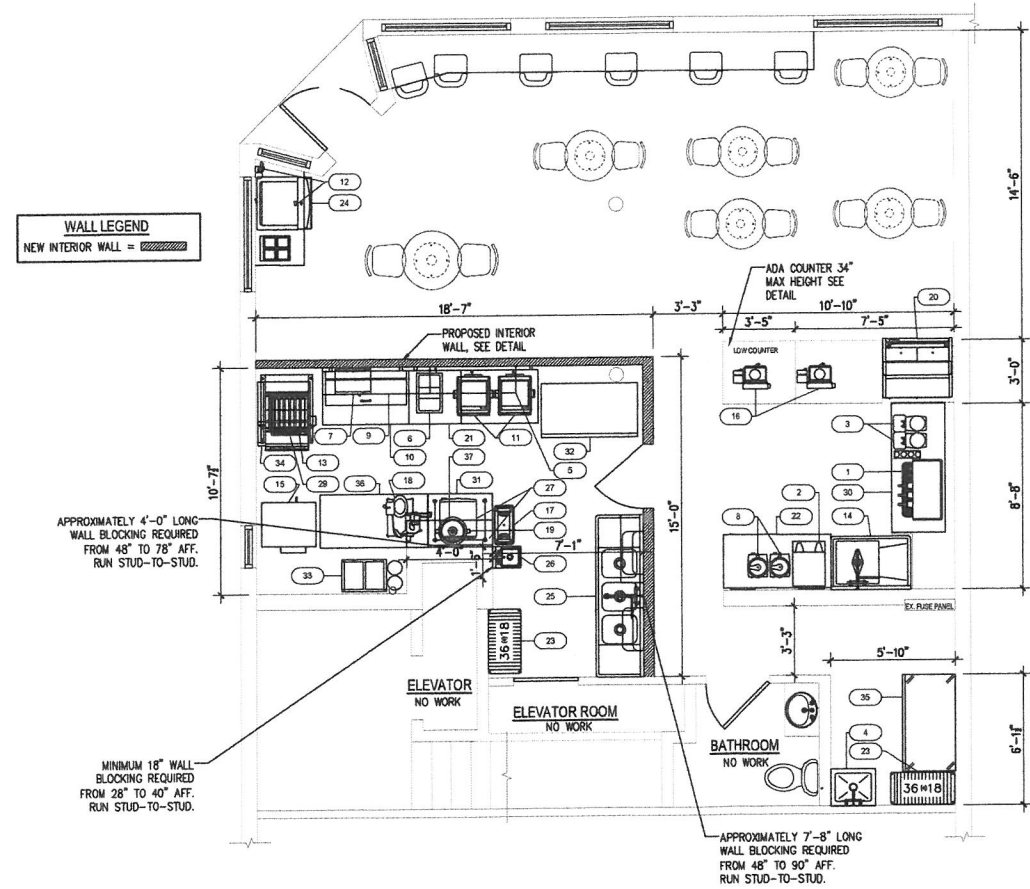 14'-6"
12
24
WALL LEGEND
NEW INTERIOR WALL =
ADA COUNTER 34"
MAX HEIGHT SEE
DETAIL
20
18'-7"
3'-3"
10'-10"
3'-5"
7'-5"
PROPOSED INTERIOR
WALL, SEE DETAIL
LOW COUNTER
3'-0"
16
7
9
6
21
11
32
3
34
13
10
37
5
1
29
18
15
36
31
27
2
30
10'-7½"
17
8
22
14
8'-8"
APPROXIMATELY 4'-0" LONG
WALL BLOCKING REQUIRED
FROM 48" TO 78" AFF.
RUN STUD-TO-STUD.
19
15'-0"
4'-0"
7'-1"
26
33
25
EX. FUSE PANEL
23
36x18
3'-3"
5'-10"
ELEVATOR
NO WORK
ELEVATOR ROOM
NO WORK
35
4
23
BATHROOM
NO WORK
36x18
MINIMUM 18" WALL
BLOCKING REQUIRED
FROM 28" TO 40" AFF.
RUN STUD-TO-STUD.
APPROXIMATELY 7'-8" LONG
WALL BLOCKING REQUIRED
FROM 48" TO 90" AFF.
RUN STUD-TO-STUD.